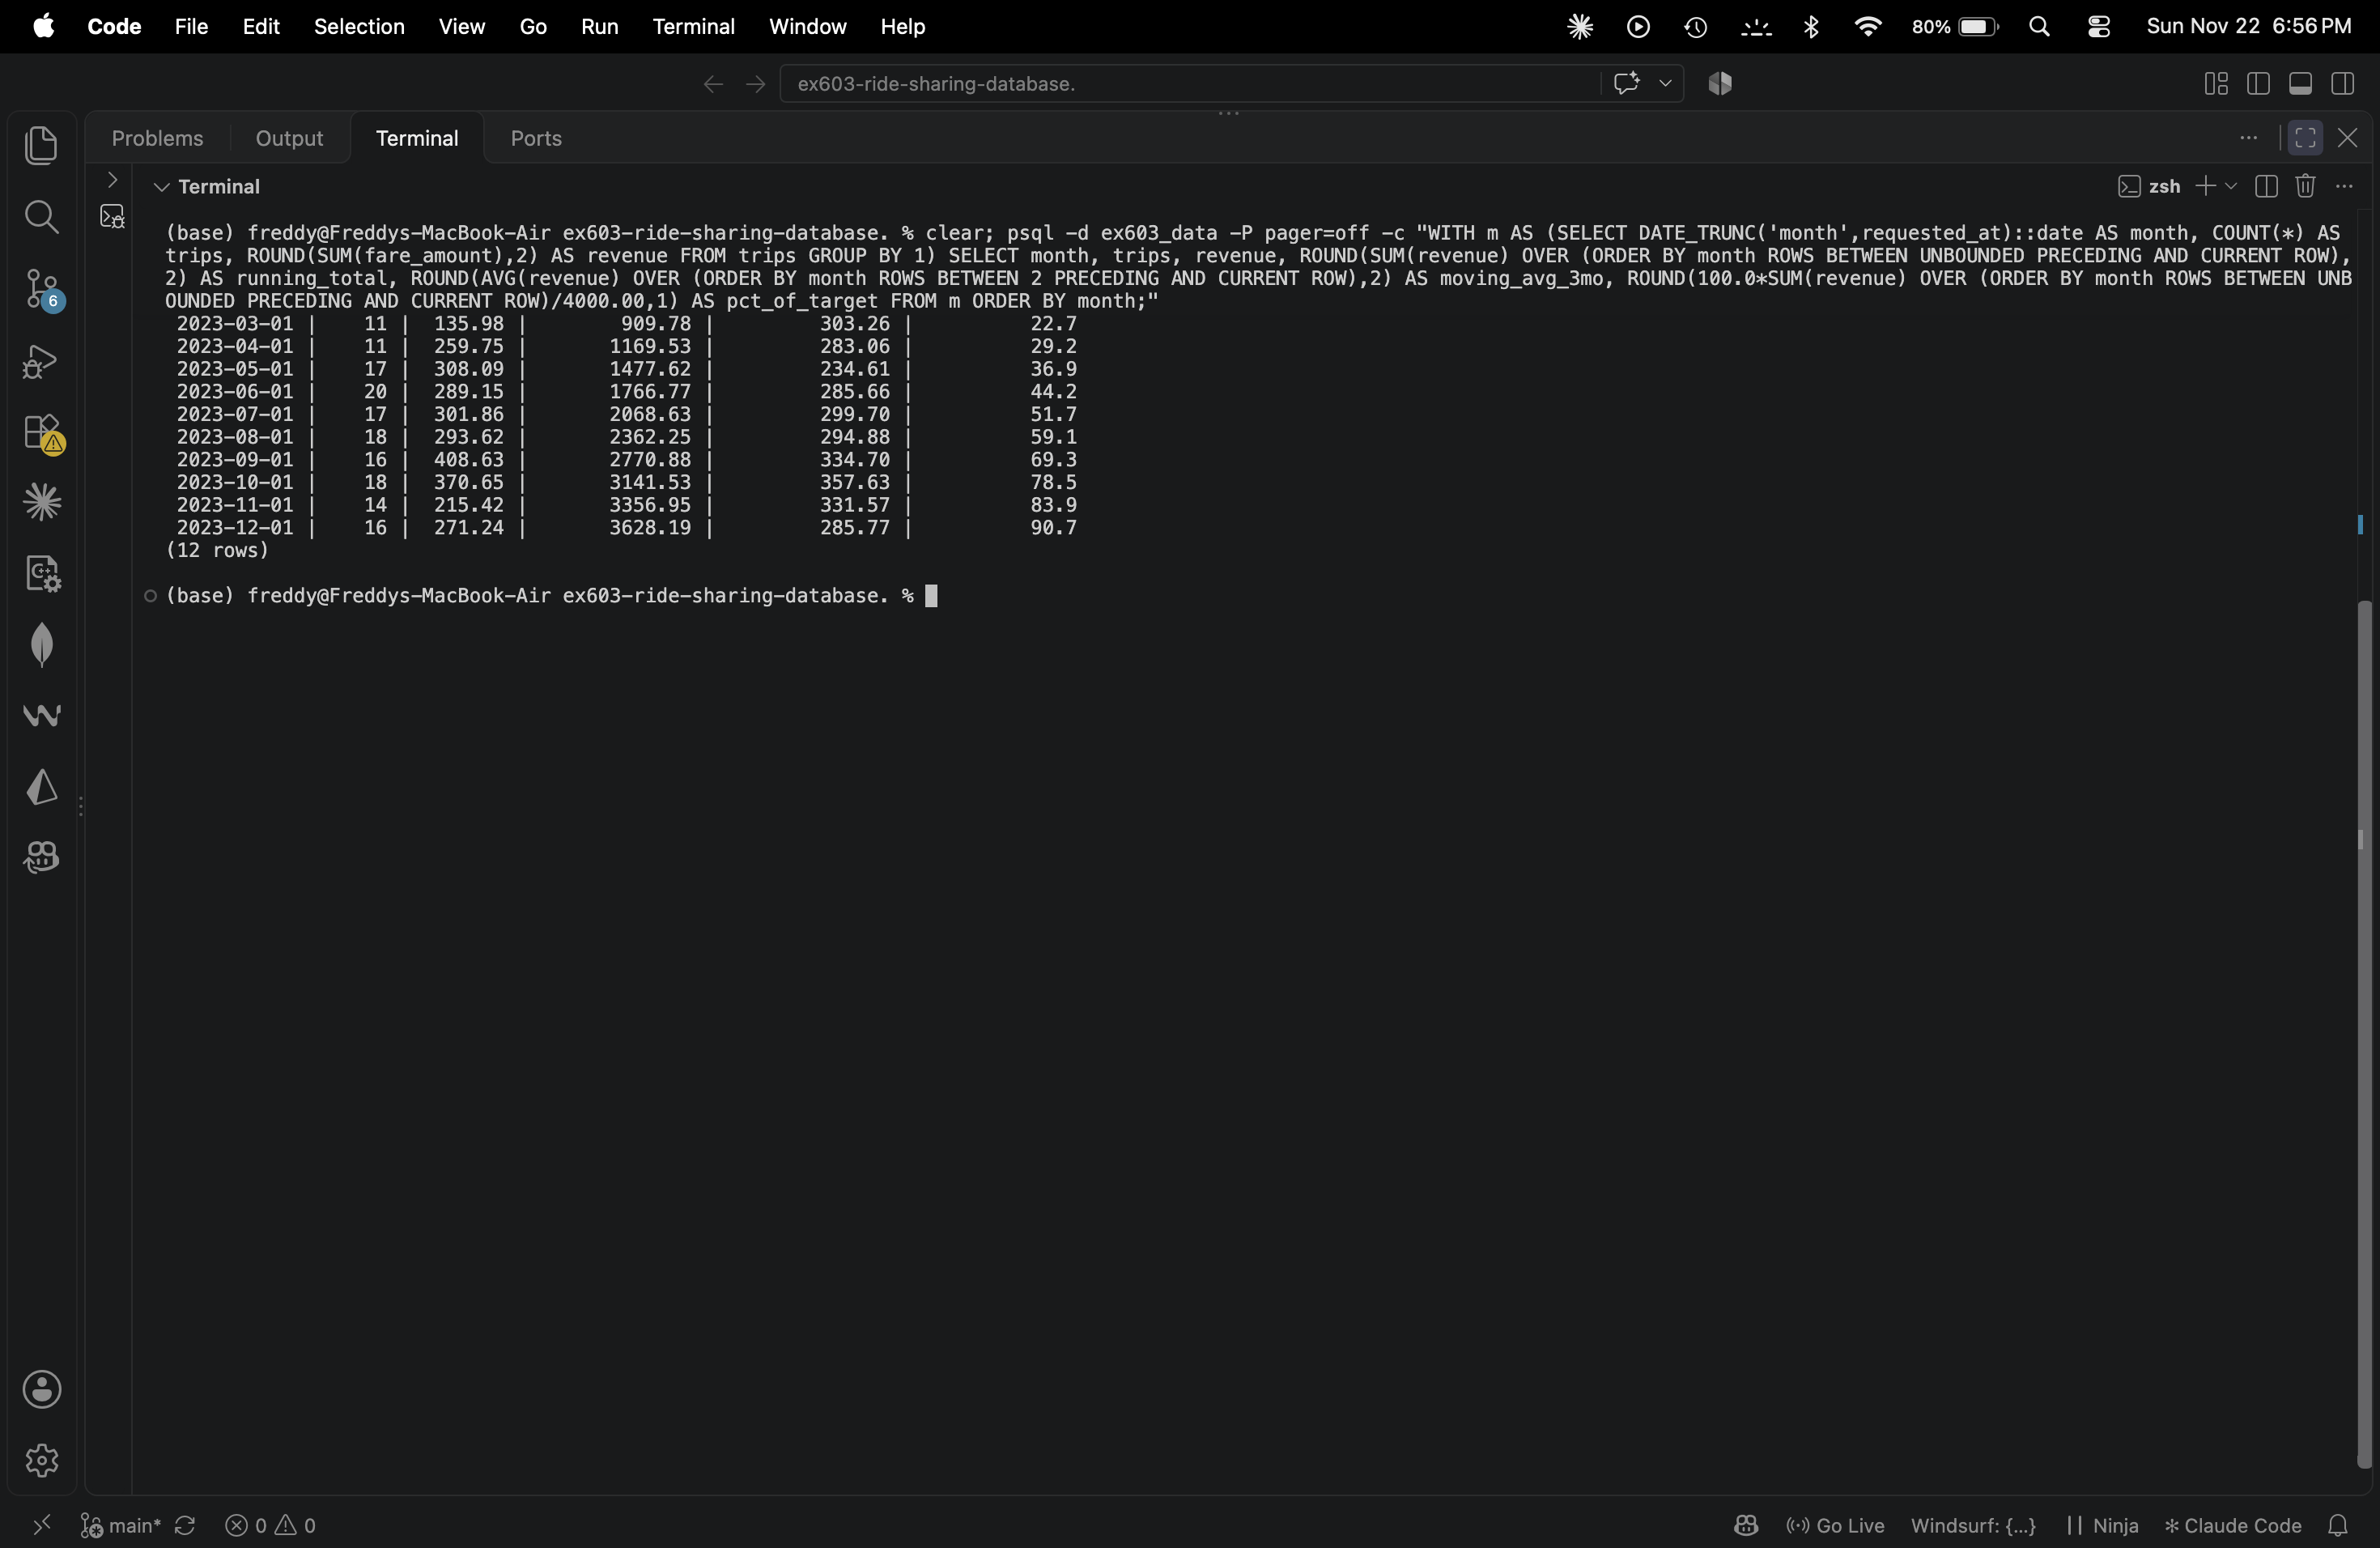 Code File Edit Selection View Go Run Terminal Window Help 80% Sun Nov 22 6:56 PM
ex603-ride-sharing-database.
Problems Output Terminal Ports
Terminal
zsh
(base) freddy@Freddys-MacBook-Air ex603-ride-sharing-database. % clear; psql -d ex603_data -P pager=off -c "WITH m AS (SELECT DATE_TRUNC('month',requested_at)::date AS month, COUNT(*) AS
trips, ROUND(SUM(fare_amount),2) AS revenue FROM trips GROUP BY 1) SELECT month, trips, revenue, ROUND(SUM(revenue) OVER (ORDER BY month ROWS BETWEEN UNBOUNDED PRECEDING AND CURRENT ROW),
2) AS running_total, ROUND(AVG(revenue) OVER (ORDER BY month ROWS BETWEEN 2 PRECEDING AND CURRENT ROW),2) AS moving_avg_3mo, ROUND(100.0*SUM(revenue) OVER (ORDER BY month ROWS BETWEEN UNB
OUNDED PRECEDING AND CURRENT ROW)/4000.00,1) AS pct_of_target FROM m ORDER BY month;"
2023-03-01 | 11 | 135.98 | 909.78 | 303.26 | 22.7
2023-04-01 | 11 | 259.75 | 1169.53 | 283.06 | 29.2
2023-05-01 | 17 | 308.09 | 1477.62 | 234.61 | 36.9
2023-06-01 | 20 | 289.15 | 1766.77 | 285.66 | 44.2
2023-07-01 | 17 | 301.86 | 2068.63 | 299.70 | 51.7
2023-08-01 | 18 | 293.62 | 2362.25 | 294.88 | 59.1
2023-09-01 | 16 | 408.63 | 2770.88 | 334.70 | 69.3
2023-10-01 | 18 | 370.65 | 3141.53 | 357.63 | 78.5
2023-11-01 | 14 | 215.42 | 3356.95 | 331.57 | 83.9
2023-12-01 | 16 | 271.24 | 3628.19 | 285.77 | 90.7
(12 rows)
(base) freddy@Freddys-MacBook-Air ex603-ride-sharing-database. %
6
main* 0 0 Go Live Windsurf: {...} Ninja Claude Code